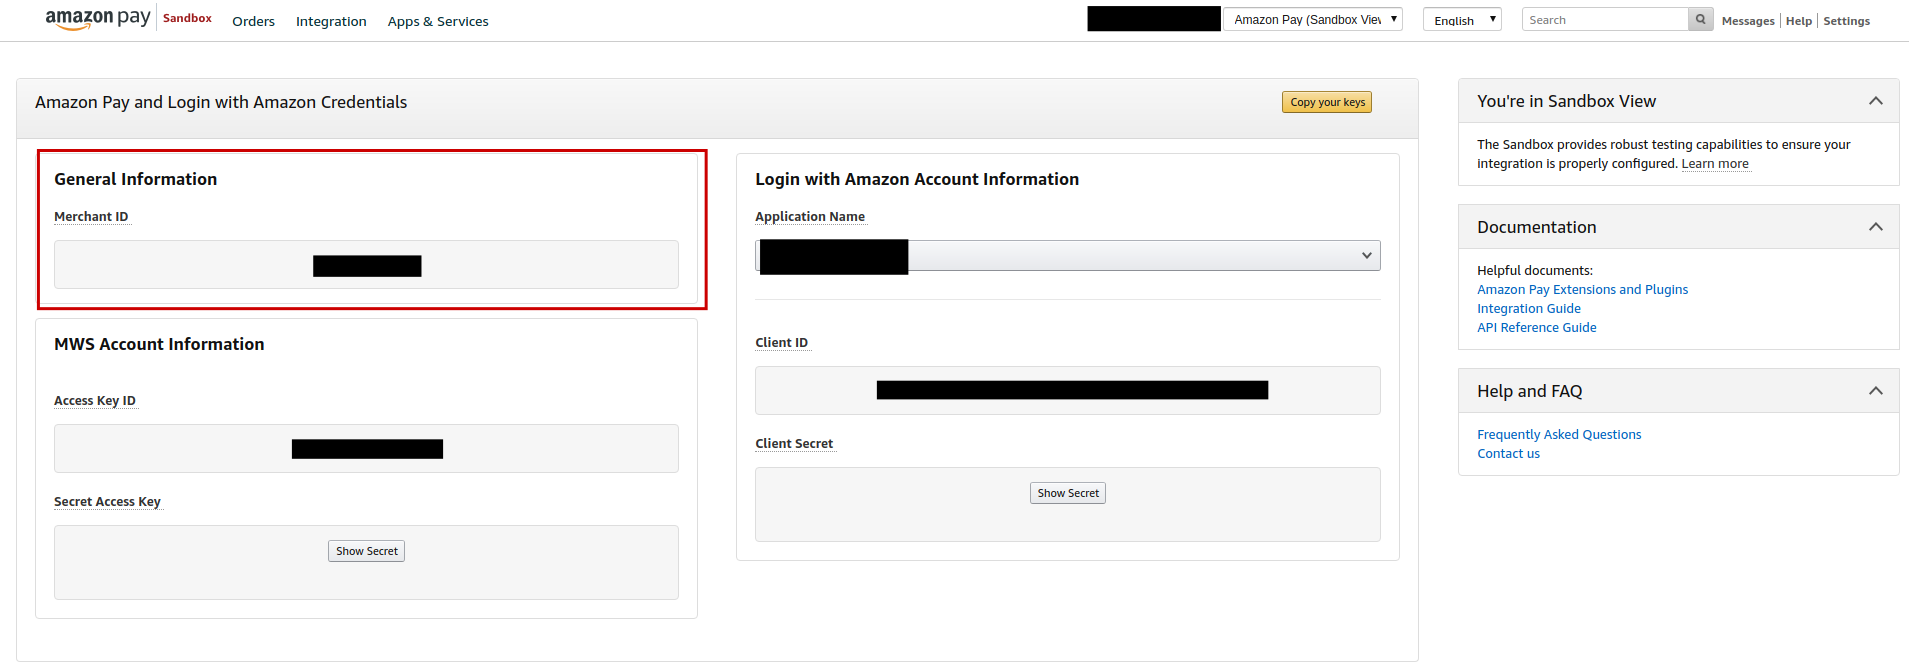 amazon pay Sandbox Orders Integration Apps & Services Amazon Pay (Sandbox Viev English Search Messages Help Settings
Amazon Pay and Login with Amazon Credentials Copy your keys
General Information
Merchant ID
MWS Account Information
Access Key ID
Secret Access Key
Show Secret
Login with Amazon Account Information
Application Name
Client ID
Client Secret
Show Secret
You're in Sandbox View
The Sandbox provides robust testing capabilities to ensure your
integration is properly configured. Learn more
Documentation
Helpful documents:
Amazon Pay Extensions and Plugins
Integration Guide
API Reference Guide
Help and FAQ
Frequently Asked Questions
Contact us